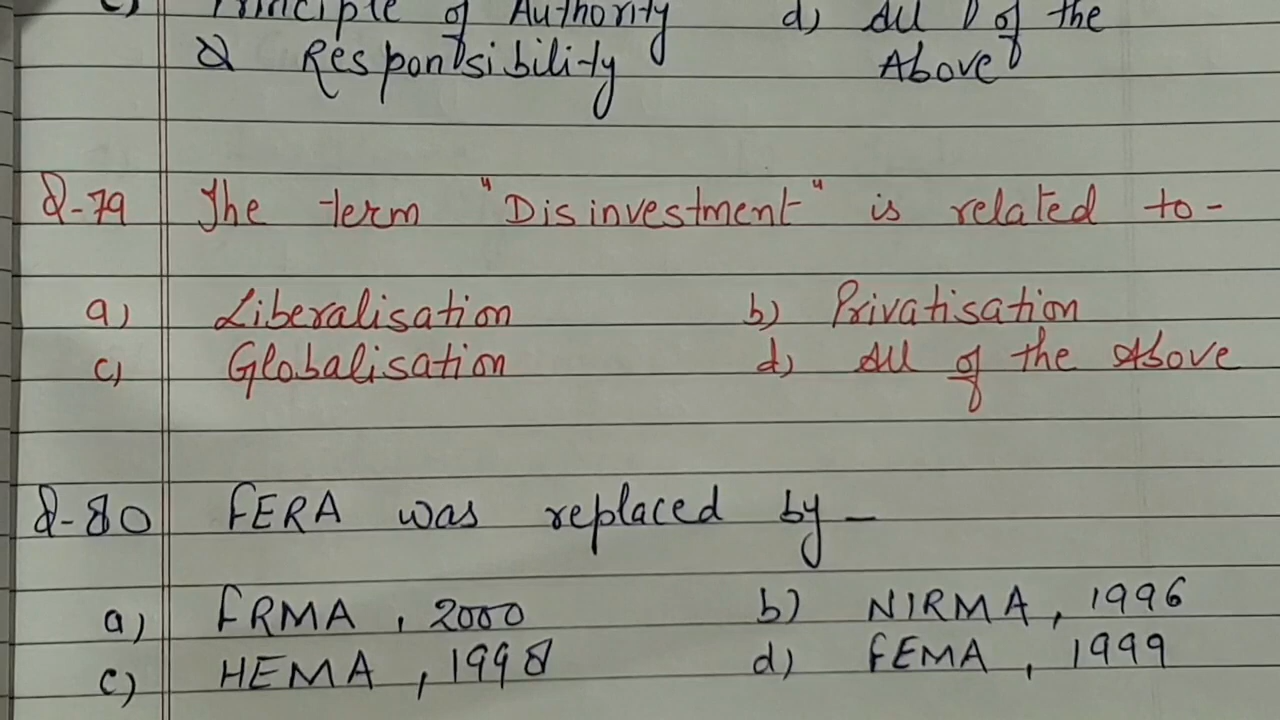 c) Principle of Authority d) All of the
& Responsibility Above
Q-79 The term "Disinvestment" is related to-
a) Liberalisation b) Privatisation
c) Globalisation d) All of the Above
Q-80 FERA was replaced by -
a) FRMA, 2000 b) NIRMA, 1996
c) HEMA, 1998 d) FEMA, 1999